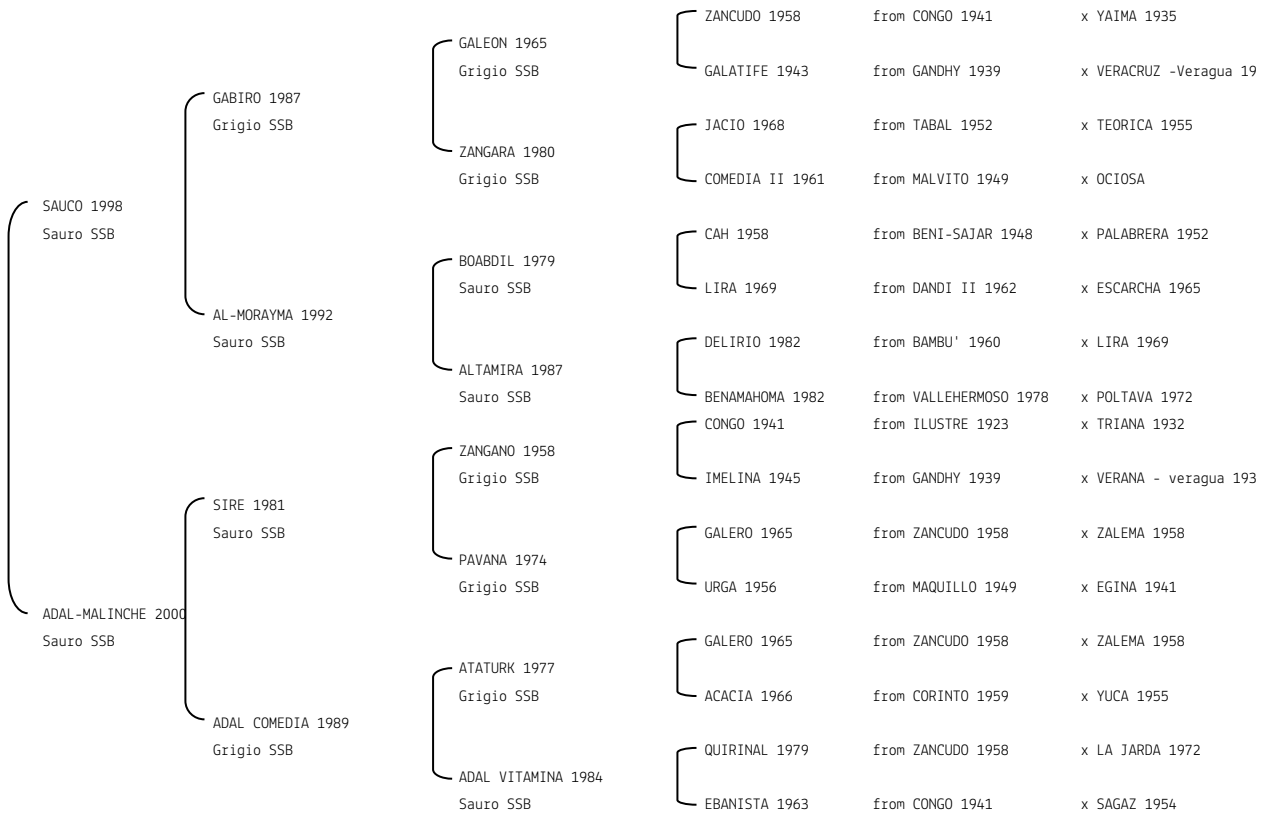 ZANCUDO 1958 from CONGO 1941 x YAIMA 1935
GALEON 1965
Grigio SSB GALATIFE 1943 from GANDHY 1939 x VERACRUZ -Veragua 19
GABIRO 1987
Grigio SSB JACIO 1968 from TABAL 1952 x TEORICA 1955
ZANGARA 1980
Grigio SSB COMEDIA II 1961 from MALVITO 1949 x OCIOSA
SAUCO 1998
Sauro SSB CAH 1958 from BENI-SAJAR 1948 x PALABRERA 1952
BOABDIL 1979
Sauro SSB LIRA 1969 from DANDI II 1962 x ESCARCHA 1965
AL-MORAYMA 1992
Sauro SSB DELIRIO 1982 from BAMBU' 1960 x LIRA 1969
ALTAMIRA 1987
Sauro SSB BENAMAHOMA 1982 from VALLEHERMOSO 1978 x POLTAVA 1972
CONGO 1941 from ILUSTRE 1923 x TRIANA 1932
ZANGANO 1958
Grigio SSB IMELINA 1945 from GANDHY 1939 x VERANA - veragua 193
SIRE 1981
Sauro SSB GALERO 1965 from ZANCUDO 1958 x ZALEMA 1958
PAVANA 1974
Grigio SSB URGA 1956 from MAQUILLO 1949 x EGINA 1941
ADAL-MALINCHE 2000
Sauro SSB GALERO 1965 from ZANCUDO 1958 x ZALEMA 1958
ATATURK 1977
Grigio SSB ACACIA 1966 from CORINTO 1959 x YUCA 1955
ADAL COMEDIA 1989
Grigio SSB QUIRINAL 1979 from ZANCUDO 1958 x LA JARDA 1972
ADAL VITAMINA 1984
Sauro SSB EBANISTA 1963 from CONGO 1941 x SAGAZ 1954